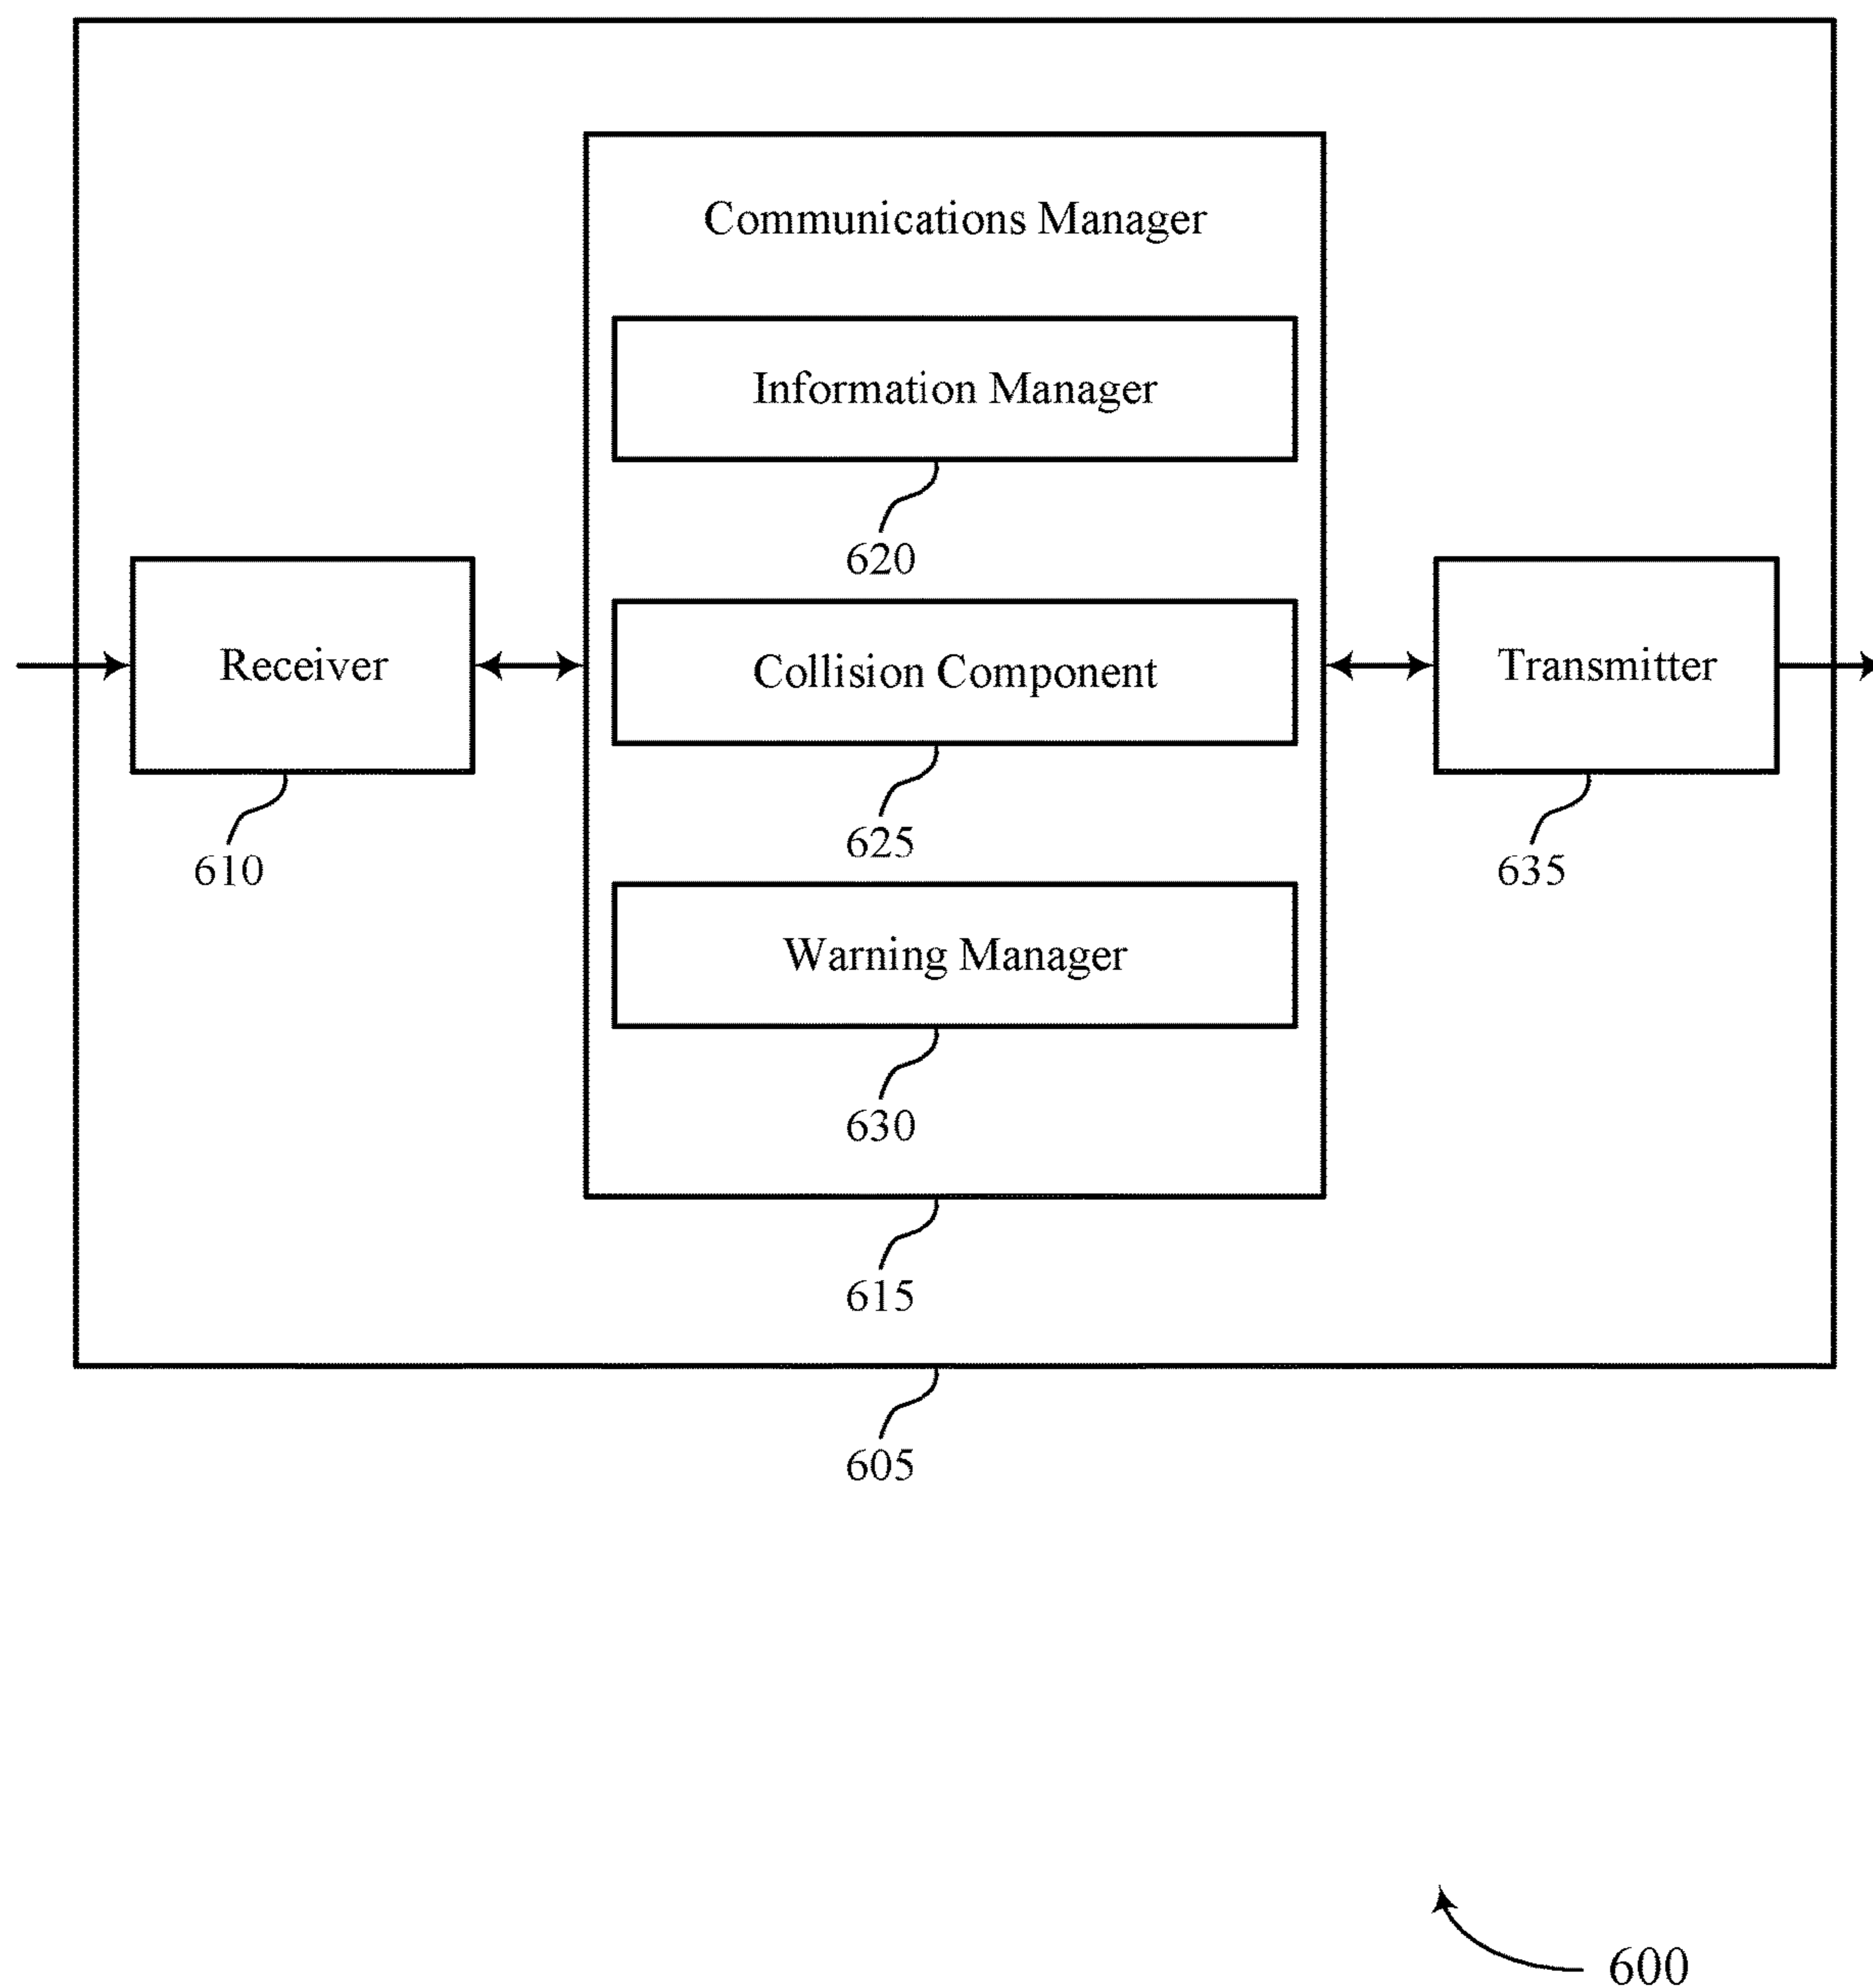 Communications Manager
Information Manager
620
Receiver
610
Collision Component
625
Transmitter
635
Warning Manager
630
615
605
600